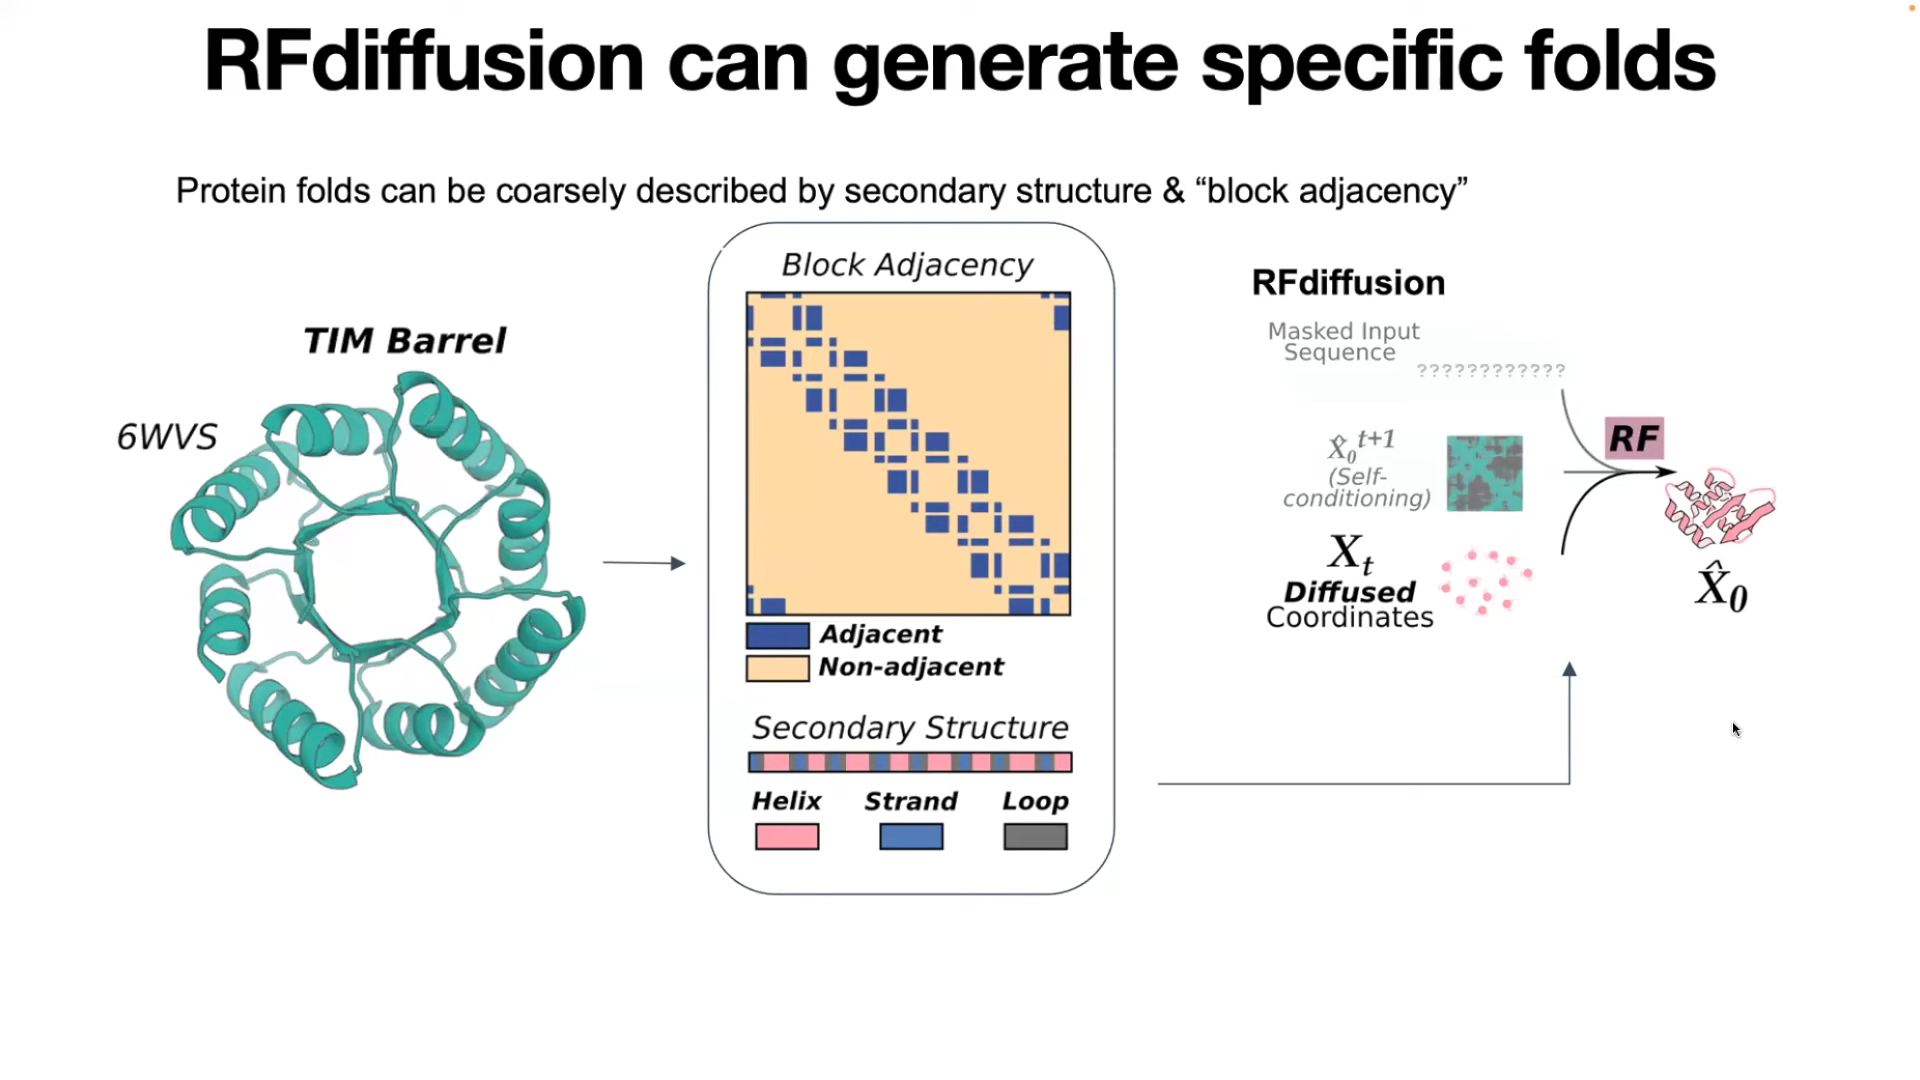 RFdiffusion can generate specific folds
Protein folds can be coarsely described by secondary structure & “block adjacency”
TIM Barrel
6WVS
Block Adjacency
Adjacent
Non-adjacent
Secondary Structure
Helix Strand Loop
RFdiffusion
Masked Input
Sequence
????????????
X̂₀ᵗ⁺¹
(Self-
conditioning)
Xₜ
Diffused
Coordinates
RF
X̂₀